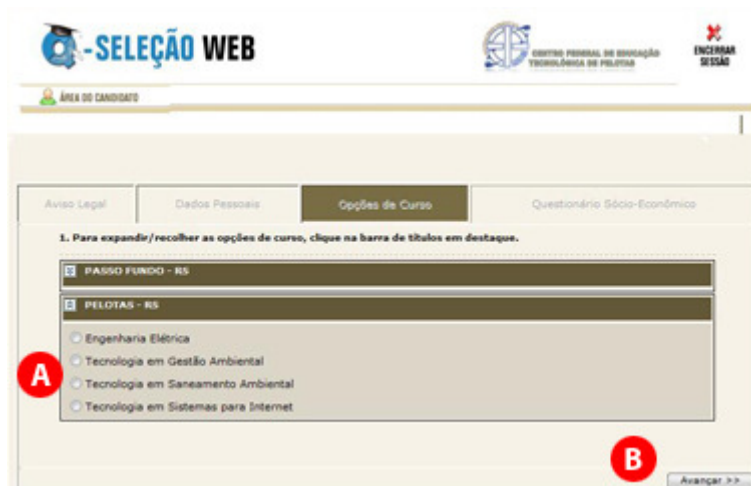 Q-SELEÇÃO WEB
CENTRO FEDERAL DE EDUCAÇÃO
TECNOLÓGICA DE PELOTAS
ENCERRAR
SESSÃO
ÁREA DO CANDIDATO
Aviso Legal
Dados Pessoais
Opções de Curso
Questionário Sócio-Econômico
1. Para expandir/recolher as opções de curso, clique na barra de títulos em destaque.
PASSO FUNDO - RS
PELOTAS - RS
Engenharia Elétrica
Tecnologia em Gestão Ambiental
A
Tecnologia em Saneamento Ambiental
Tecnologia em Sistemas para Internet
B
Avançar >>